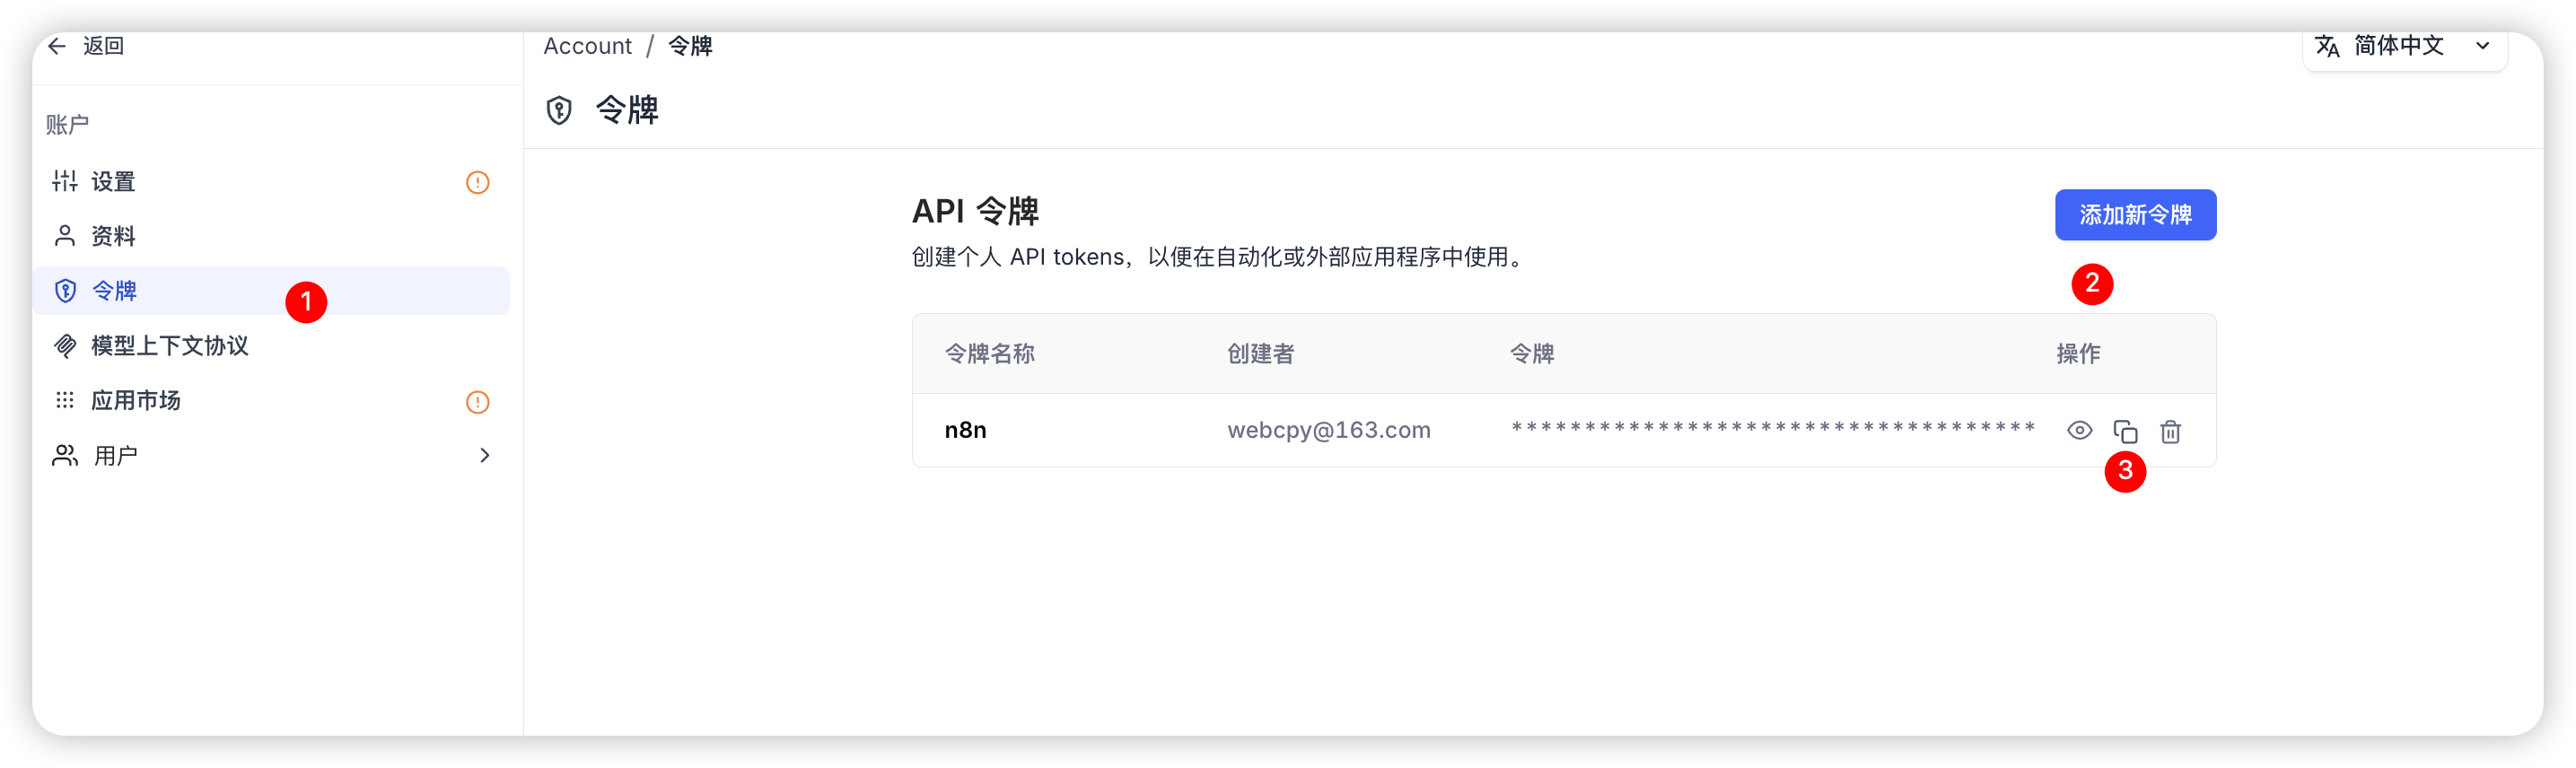 返回
账户
设置
资料
令牌
1
模型上下文协议
应用市场
用户
Account / 令牌
简体中文
令牌
API 令牌
添加新令牌
创建个人 API tokens，以便在自动化或外部应用程序中使用。
2
令牌名称 创建者 令牌 操作
n8n webcpy@163.com ************************************
3